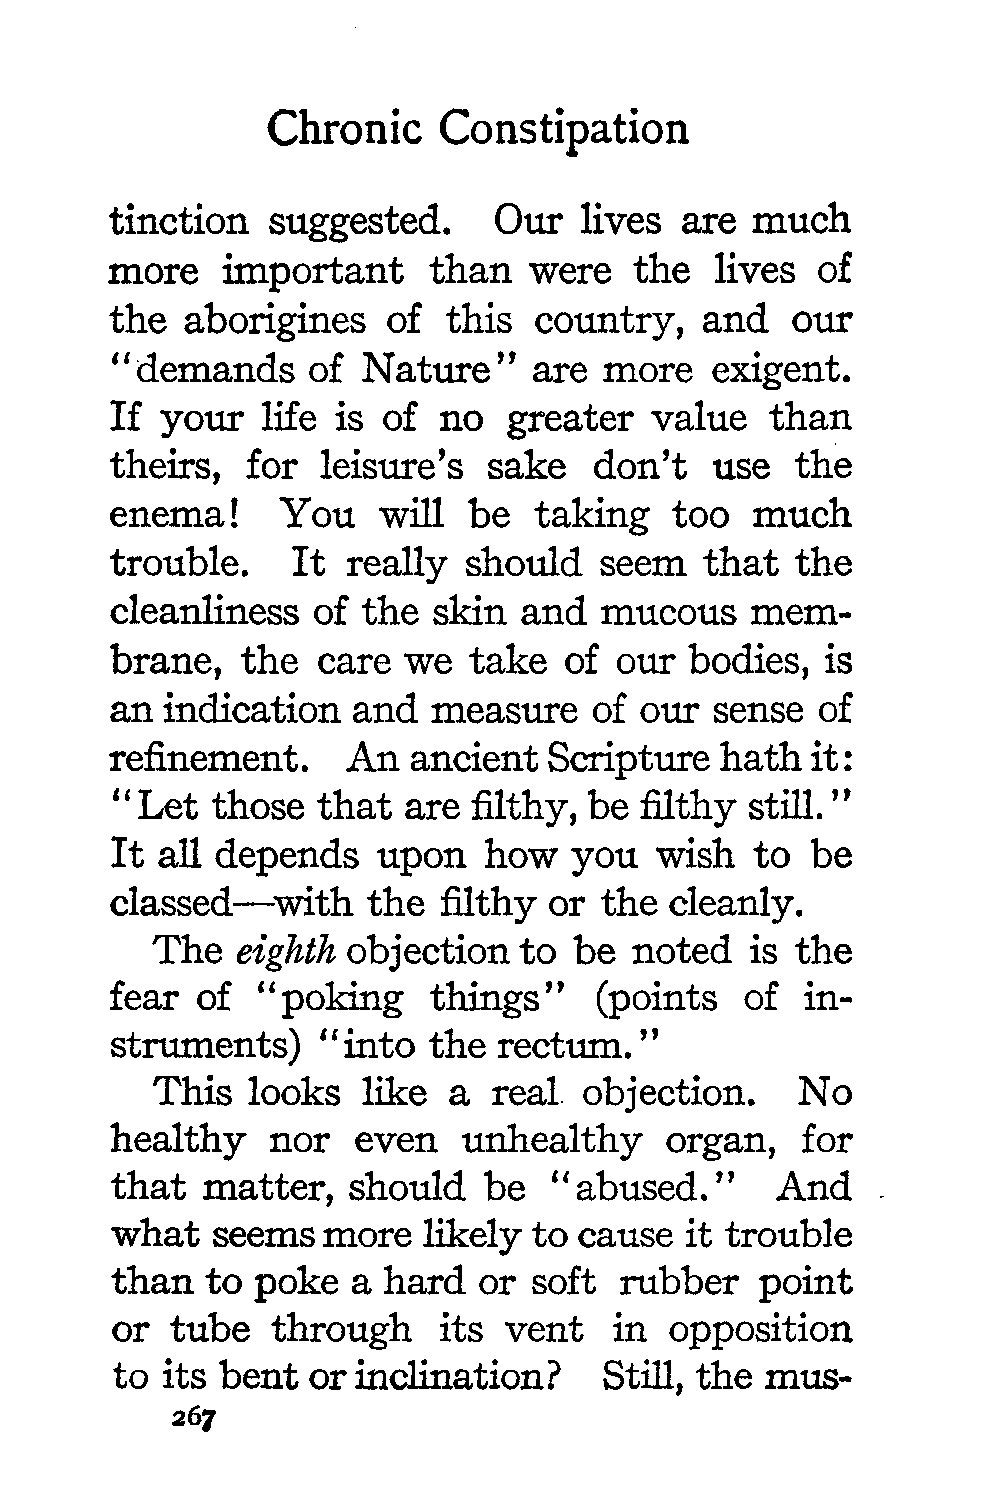 Chronic Constipation
tinction suggested. Our lives are much
more important than were the lives of
the aborigines of this country, and our
"demands of Nature" are more exigent.
If your life is of no greater value than
theirs, for leisure's sake don't use the
enema! You will be taking too much
trouble. It really should seem that the
cleanliness of the skin and mucous mem-
brane, the care we take of our bodies, is
an indication and measure of our sense of
refinement. An ancient Scripture hath it:
"Let those that are filthy, be filthy still."
It all depends upon how you wish to be
classed—with the filthy or the cleanly.
The eighth objection to be noted is the
fear of "poking things" (points of in-
struments) "into the rectum."
This looks like a real objection. No
healthy nor even unhealthy organ, for
that matter, should be "abused." And
what seems more likely to cause it trouble
than to poke a hard or soft rubber point
or tube through its vent in opposition
to its bent or inclination? Still, the mus-
267